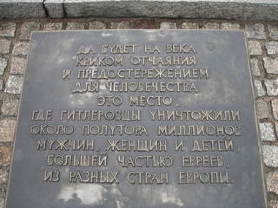 ДА БУДЕТ НА ВЕКА
КРИКОМ ОТЧАЯНИЯ
И ПРЕДОСТЕРЕЖЕНИЕМ
ДЛЯ ЧЕЛОВЕЧЕСТВА
ЭТО МЕСТО
ГДЕ ГИТЛЕРОВЦЫ УНИЧТОЖИЛИ
ОКОЛО ПОЛУТОРА МИЛЛИОНОВ
МУЖЧИН, ЖЕНЩИН И ДЕТЕЙ
БОЛЬШЕЙ ЧАСТЬЮ ЕВРЕЕВ
ИЗ РАЗНЫХ СТРАН ЕВРОПЫ.